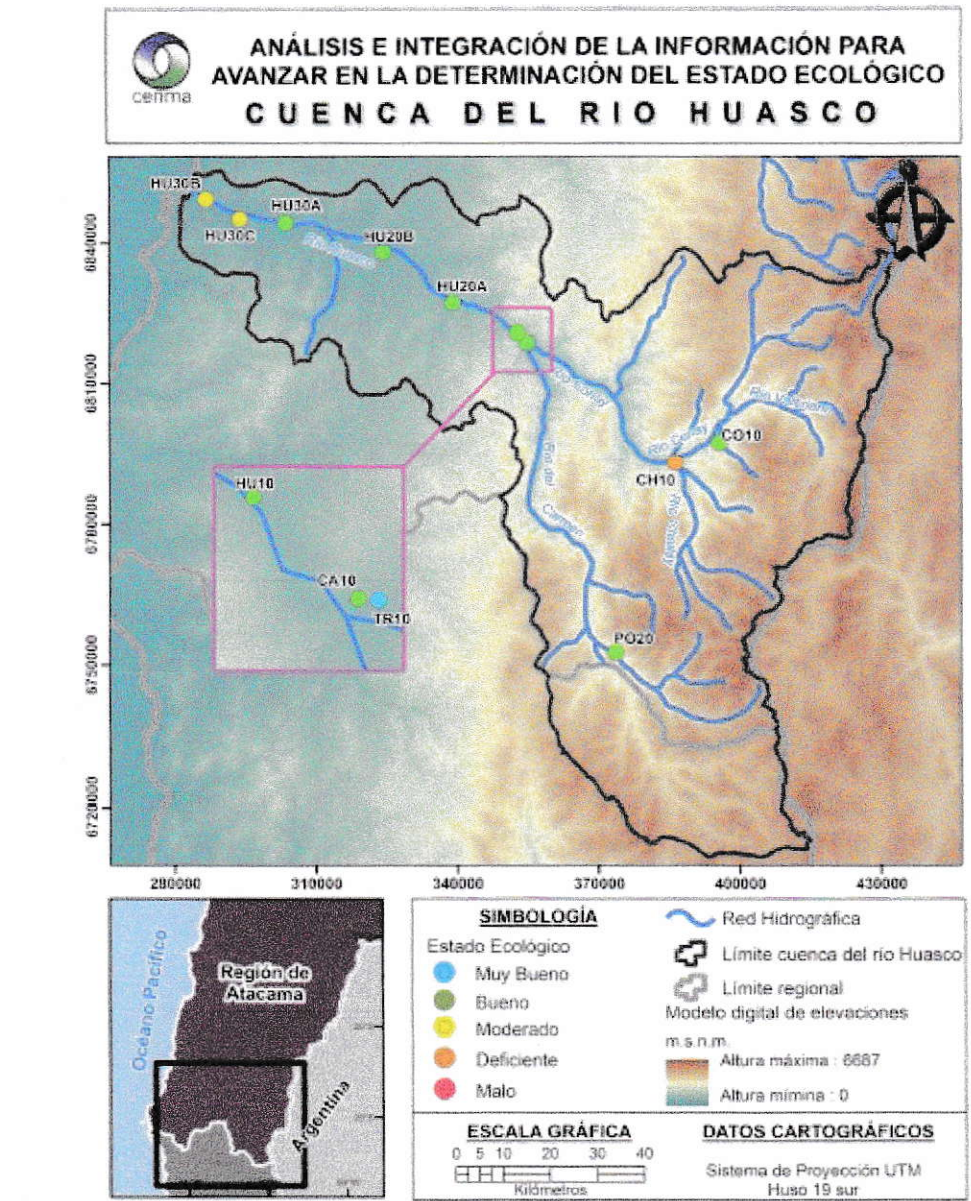 cenma
ANÁLISIS E INTEGRACIÓN DE LA INFORMACIÓN PARA
AVANZAR EN LA DETERMINACIÓN DEL ESTADO ECOLÓGICO
CUENCA DEL RIO HUASCO
HU30B
HU30A
HU30C
HU20B
HU20A
Río del
Carmen
CO10
CH10
PO20
HU10
CA10
TR10
6840000
6810000
6780000
6750000
6720000
280000
310000
340000
370000
400000
430000
Océano Pacífico
Región de
Atacama
Argentina
SIMBOLOGÍA
Estado Ecológico
Muy Bueno
Bueno
Moderado
Deficiente
Malo
Red Hidrográfica
Límite cuenca del río Huasco
Límite regional
Modelo digital de elevaciones
m.s.n.m.
Altura máxima : 6687
Altura mímina : 0
ESCALA GRÁFICA
0 5 10 20 30 40
Kilómetros
DATOS CARTOGRÁFICOS
Sistema de Proyección UTM
Huso 19 sur